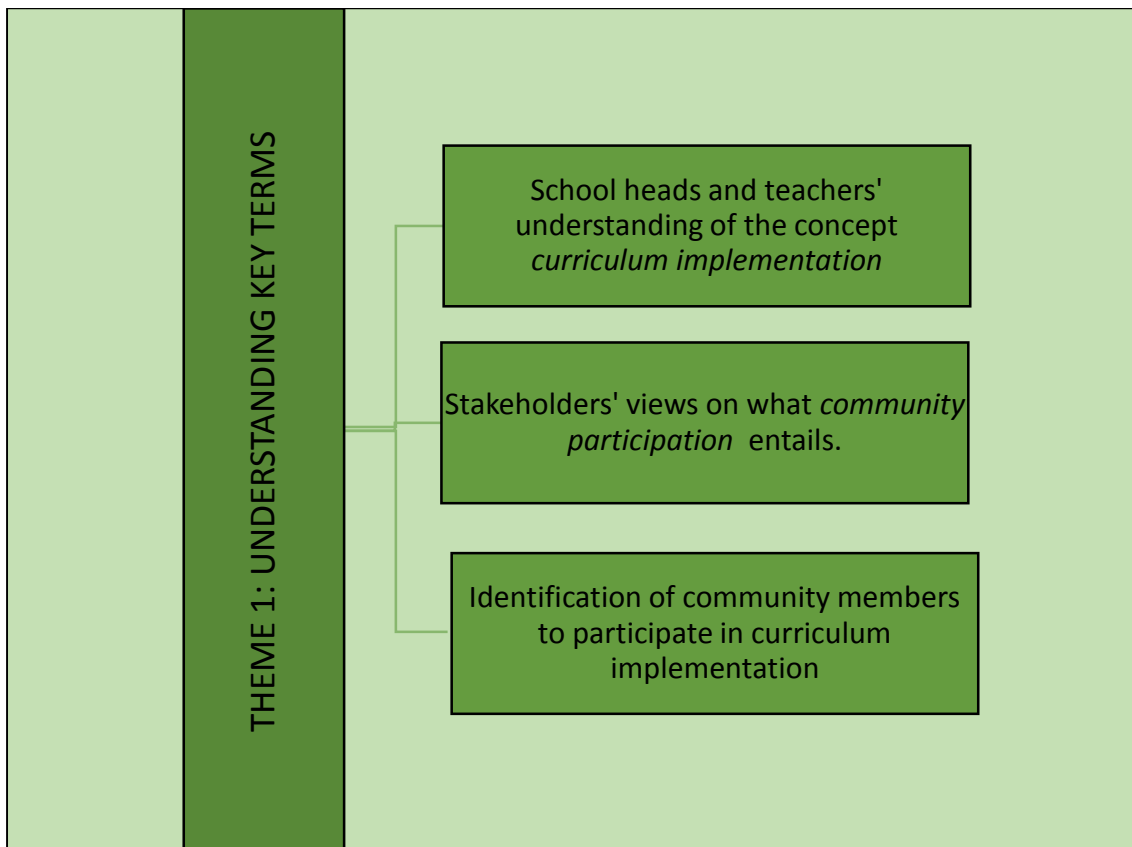 THEME 1: UNDERSTANDING KEY TERMS
School heads and teachers'
understanding of the concept
curriculum implementation
Stakeholders' views on what community
participation entails.
Identification of community members
to participate in curriculum
implementation